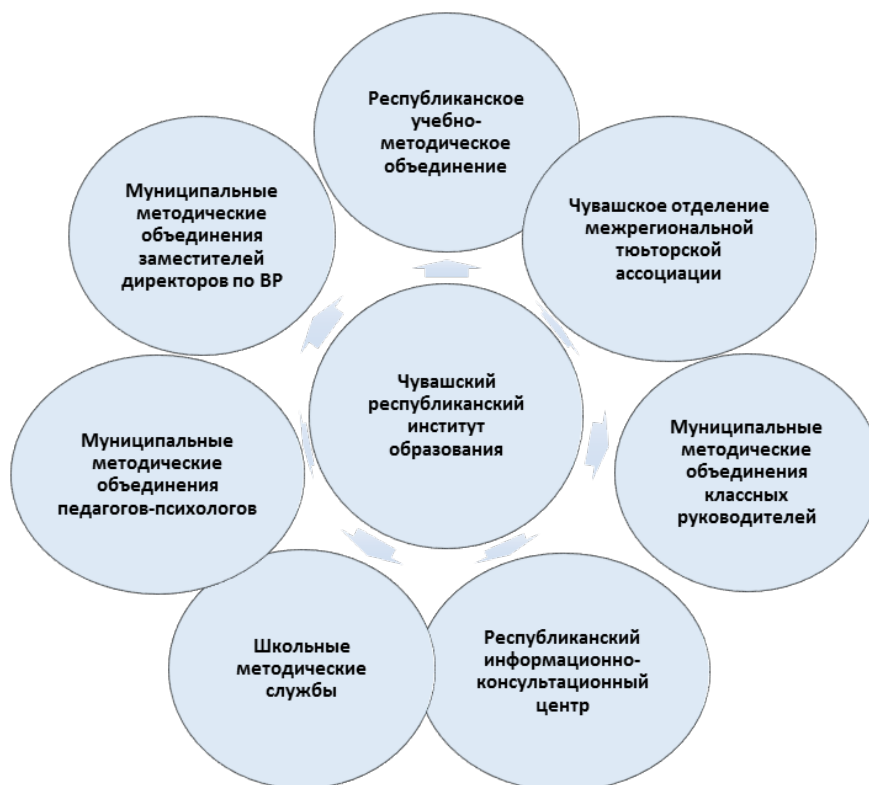 Республиканское
учебно-
методическое
объединение
Чувашское отделение
межрегиональной
тюьторской
ассоциации
Муниципальные
методические
объединения
классных
руководителей
Республиканский
информационно-
консультационный
центр
Школьные
методические
службы
Муниципальные
методические
объединения
педагогов-психологов
Муниципальные
методические
объединения
заместителей
директоров по ВР
Чувашский
республиканский
институт
образования